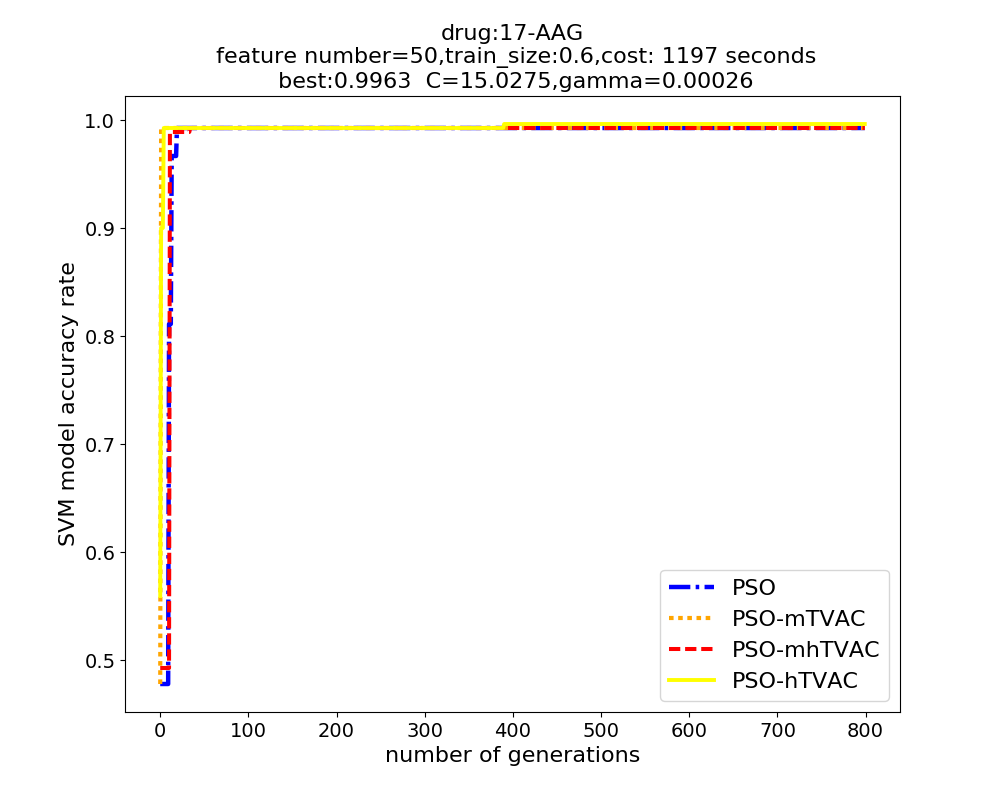 drug:17-AAG
feature number=50,train_size:0.6,cost: 1197 seconds
best:0.9963  C=15.0275,gamma=0.00026
1.0
0.9
0.8
0.7
0.6
0.5
SVM model accuracy rate
PSO
PSO-mTVAC
PSO-mhTVAC
PSO-hTVAC
0 100 200 300 400 500 600 700 800
number of generations